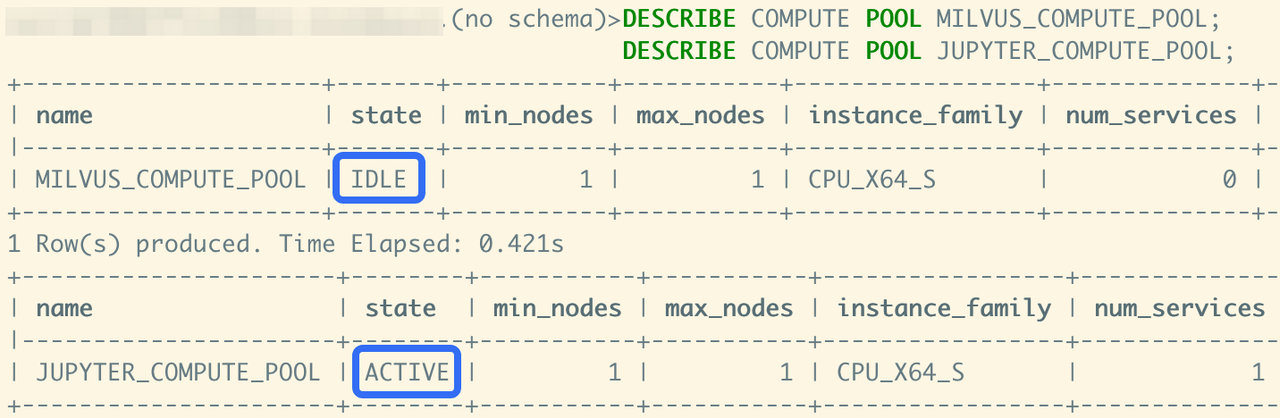 .(no schema)>DESCRIBE COMPUTE POOL MILVUS_COMPUTE_POOL;
DESCRIBE COMPUTE POOL JUPYTER_COMPUTE_POOL;
+----------------------+-------+-----------+-----------+-----------------+--------------+-
| name | state | min_nodes | max_nodes | instance_family | num_services |
|----------------------+-------+-----------+-----------+-----------------+--------------+-
| MILVUS_COMPUTE_POOL | IDLE | 1 | 1 | CPU_X64_S | 0 |
+----------------------+-------+-----------+-----------+-----------------+--------------+-
1 Row(s) produced. Time Elapsed: 0.421s
+----------------------+--------+-----------+-----------+-----------------+--------------
| name | state | min_nodes | max_nodes | instance_family | num_services
|----------------------+--------+-----------+-----------+-----------------+--------------
| JUPYTER_COMPUTE_POOL | ACTIVE | 1 | 1 | CPU_X64_S | 1
+----------------------+--------+-----------+-----------+-----------------+--------------